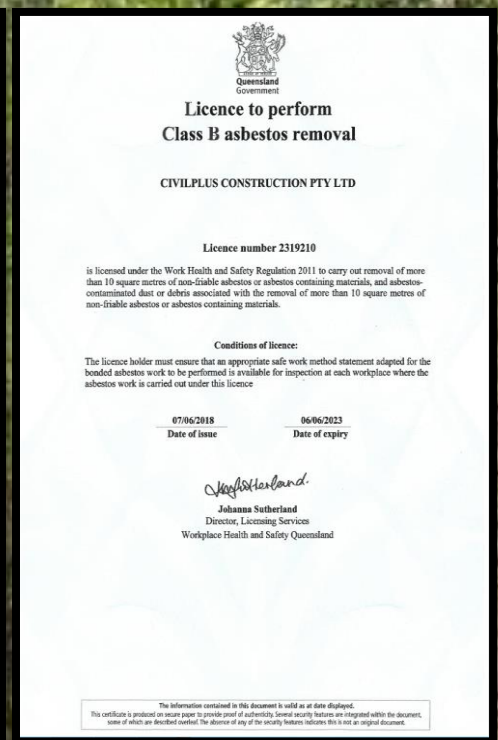 Queensland
Government
Licence to perform
Class B asbestos removal
CIVILPLUS CONSTRUCTION PTY LTD
Licence number 2319210
is licensed under the Work Health and Safety Regulation 2011 to carry out removal of more
than 10 square metres of non-friable asbestos or asbestos containing materials, and asbestos-
contaminated dust or debris associated with the removal of more than 10 square metres of
non-friable asbestos or asbestos containing materials.
Conditions of licence:
The licence holder must ensure that an appropriate safe work method statement adapted for the
bonded asbestos work to be performed is available for inspection at each workplace where the
asbestos work is carried out under this licence
07/06/2018 06/06/2023
Date of issue Date of expiry
Johanna Sutherland
Director, Licensing Services
Workplace Health and Safety Queensland
The information contained in this document is valid as at date displayed.
This certificate is produced on secure paper to provide proof of authenticity. Several security features are integrated within the document,
some of which are described overleaf. The absence of any of the security features indicates this is not an original document.